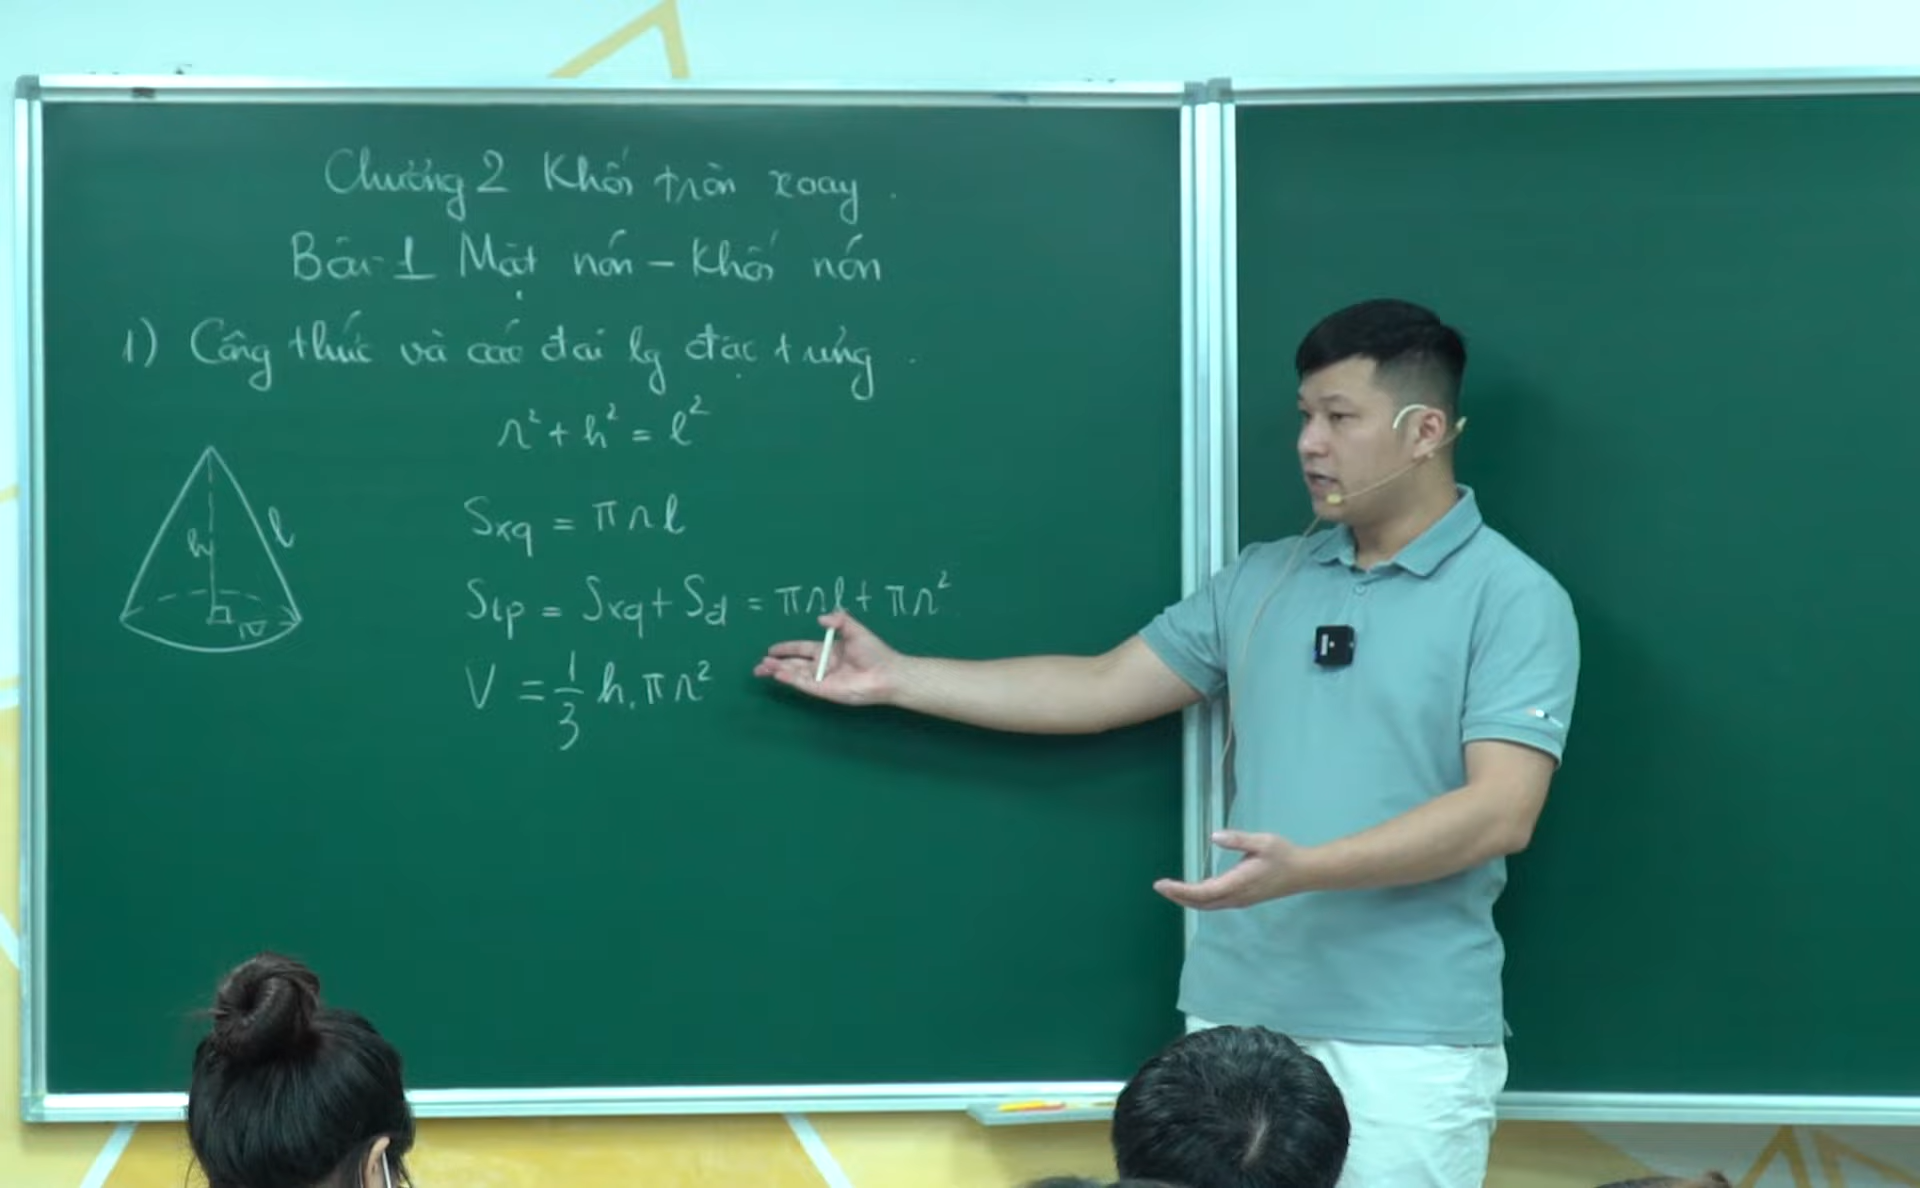 Chương 2 Khối tròn xoay.
Bài 1 Mặt nón – Khối nón
1) Công thức và các đại lg đặc trưng.
r² + h² = l²
h
l
r
Sxq = πrl
Stp = Sxq + Sđ = πrl + πr²
V = 1/3 h.πr²